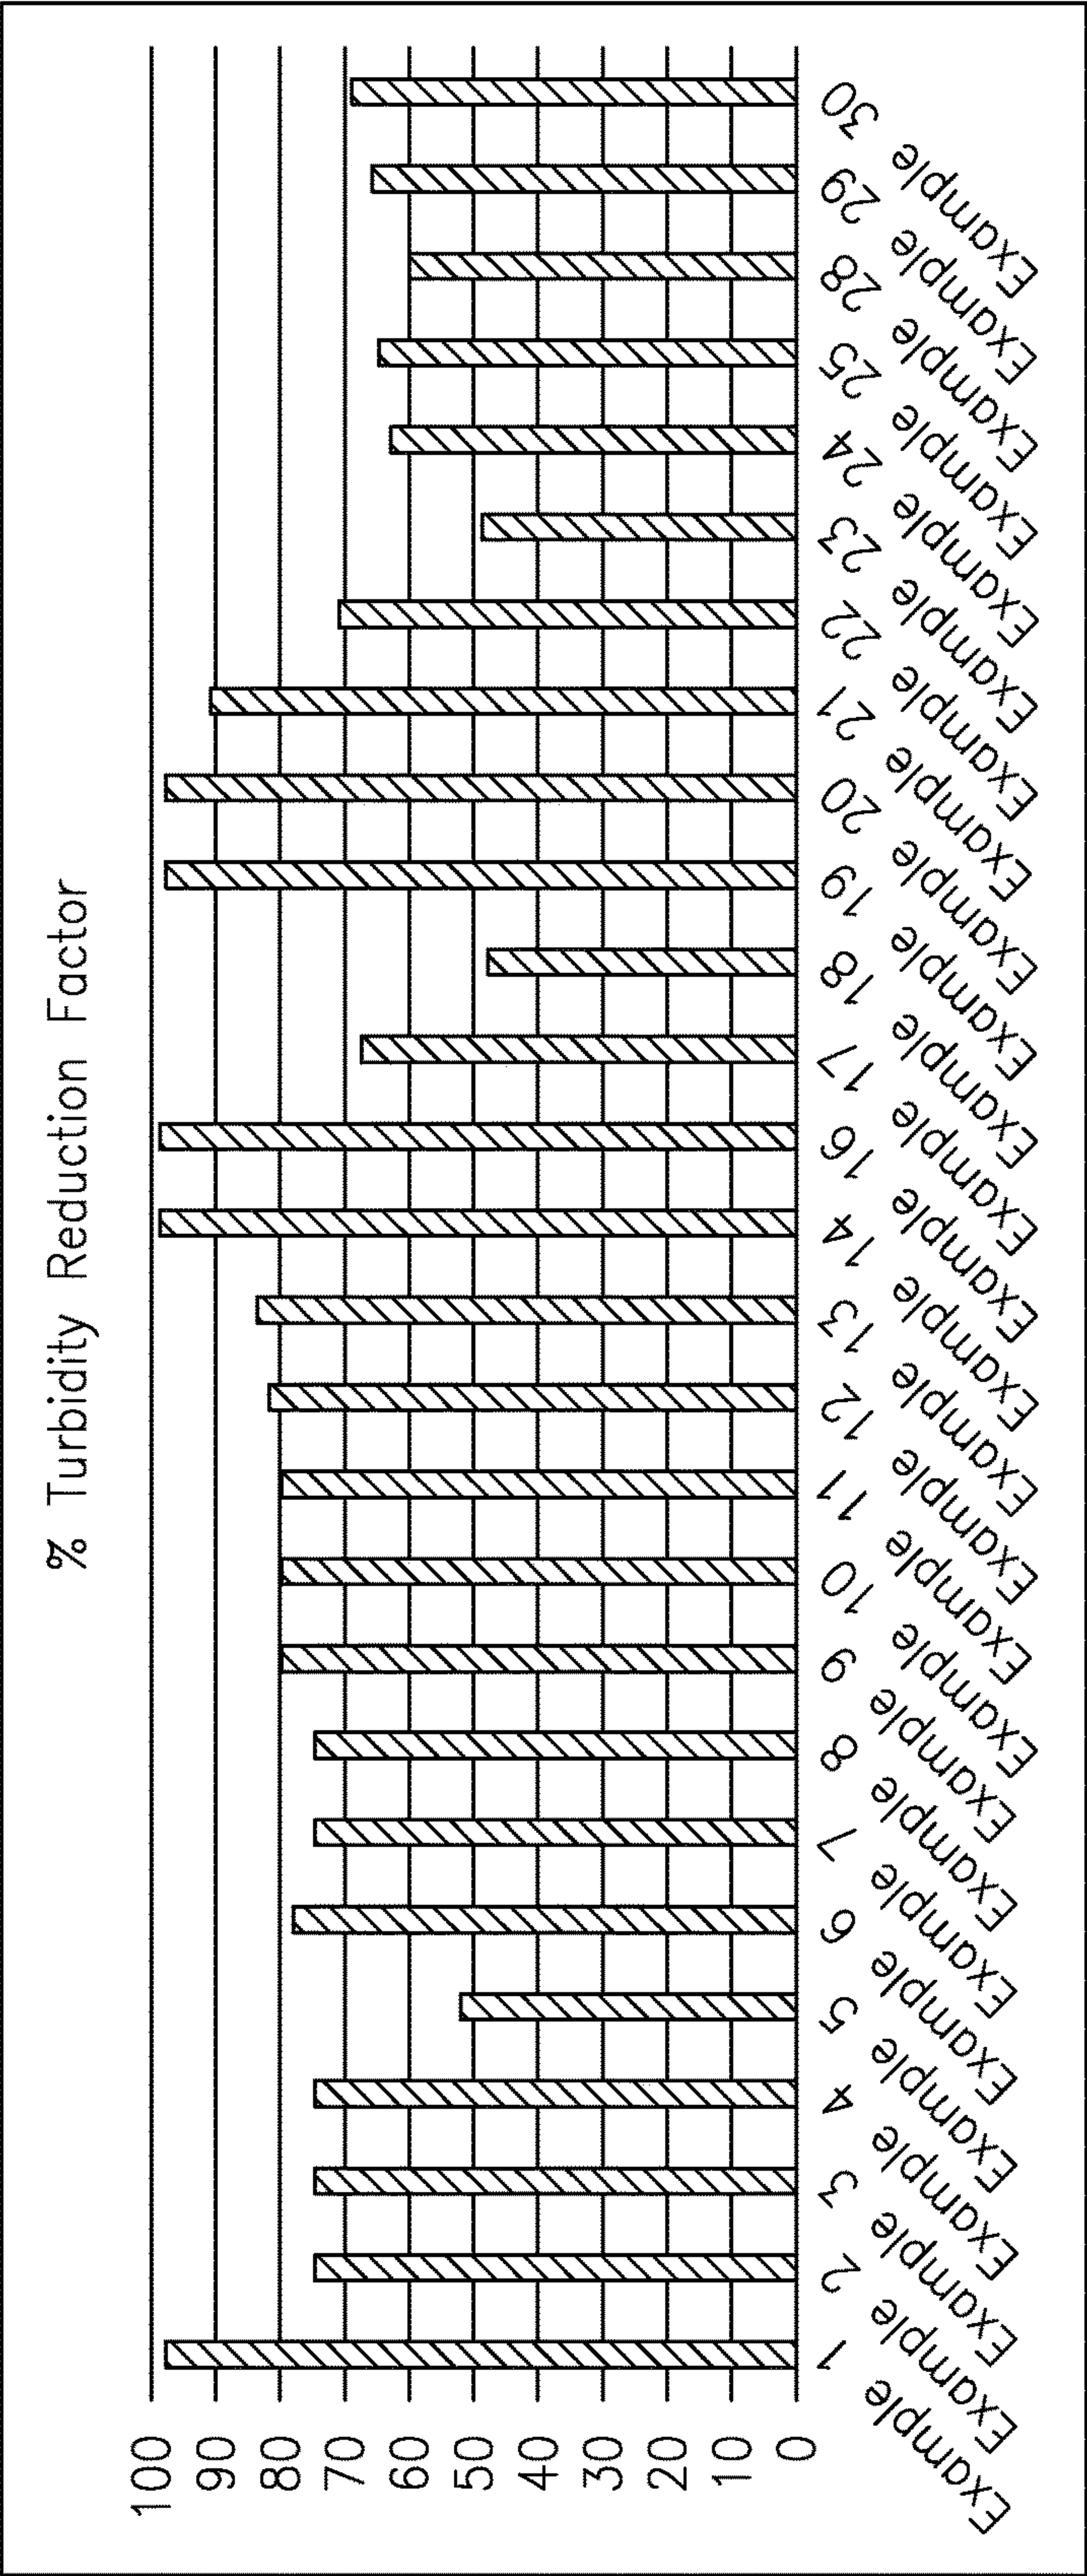 % Turbidity Reduction Factor
100
90
80
70
60
50
40
30
20
10
0
Example 1
Example 2
Example 3
Example 4
Example 5
Example 6
Example 7
Example 8
Example 9
Example 10
Example 11
Example 12
Example 13
Example 14
Example 16
Example 17
Example 18
Example 19
Example 20
Example 21
Example 22
Example 23
Example 24
Example 25
Example 28
Example 29
Example 30